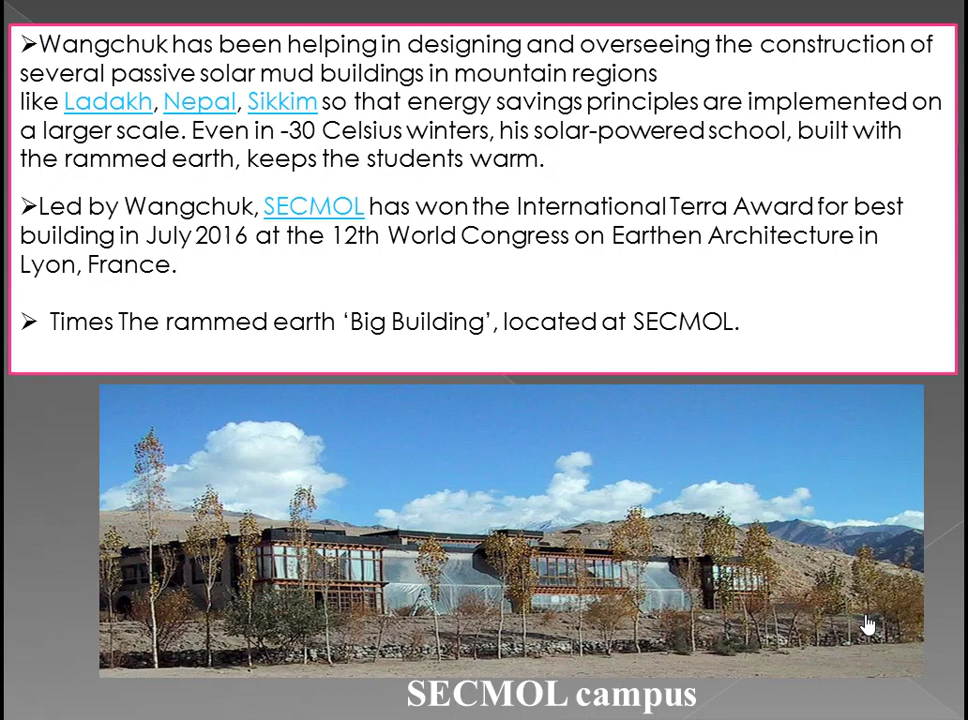 ➢Wangchuk has been helping in designing and overseeing the construction of
several passive solar mud buildings in mountain regions
like Ladakh, Nepal, Sikkim so that energy savings principles are implemented on
a larger scale. Even in -30 Celsius winters, his solar-powered school, built with
the rammed earth, keeps the students warm.
➢Led by Wangchuk, SECMOL has won the International Terra Award for best
building in July 2016 at the 12th World Congress on Earthen Architecture in
Lyon, France.
➢ Times The rammed earth ‘Big Building’, located at SECMOL.
SECMOL campus